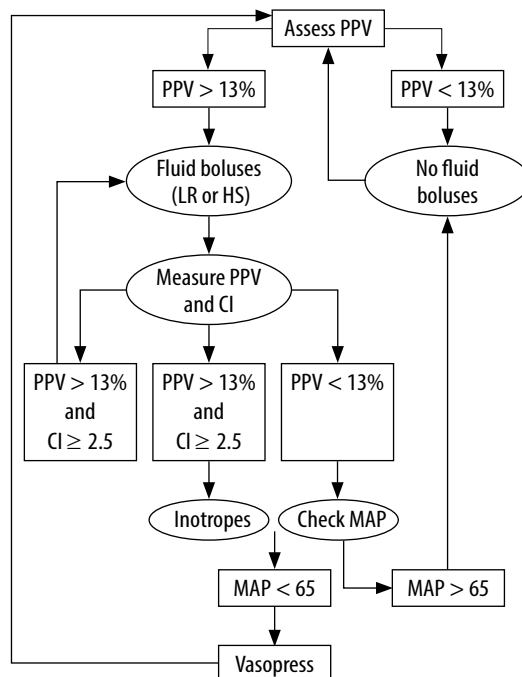 Assess PPV
PPV > 13%
PPV < 13%
Fluid boluses
(LR or HS)
No fluid
boluses
Measure PPV
and CI
PPV > 13%
and
CI ≥ 2.5
PPV > 13%
and
CI ≥ 2.5
PPV < 13%
Inotropes
Check MAP
MAP < 65
MAP > 65
Vasopress